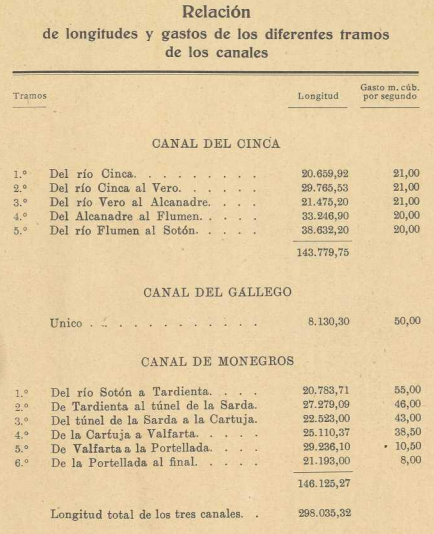 Relación
de longitudes y gastos de los diferentes tramos
de los canales
Tramos Longitud Gasto m. cúb. por segundo
CANAL DEL CINCA
1.º Del río Cinca. . . . . . . . . 20.659,92 21,00
2.º Del río Cinca al Vero. . . . . . 29.765,53 21,00
3.º Del río Vero al Alcanadre. . . . 21.475,20 21,00
4.º Del Alcanadre al Flumen. . . . . 33.246,90 20,00
5.º Del río Flumen al Sotón. . . . . 38.632,20 20,00
143.779,75
CANAL DEL GÁLLEGO
Unico . . . . . . . . . . . . 8.130,30 50,00
CANAL DE MONEGROS
1.º Del río Sotón a Tardienta. . . . 20.783,71 55,00
2.º De Tardienta al túnel de la Sarda. 27.279,09 46,00
3.º Del túnel de la Sarda a la Cartuja. 22.523,00 43,00
4.º De la Cartuja a Valfarta. . . . . 25.110,37 38,50
5.º De Valfarta a la Portellada. . . . 29.236,10 10,50
6.º De la Portellada al final. . . . . 21.193,00 8,00
146.125,27
Longitud total de los tres canales. . 298.035,32